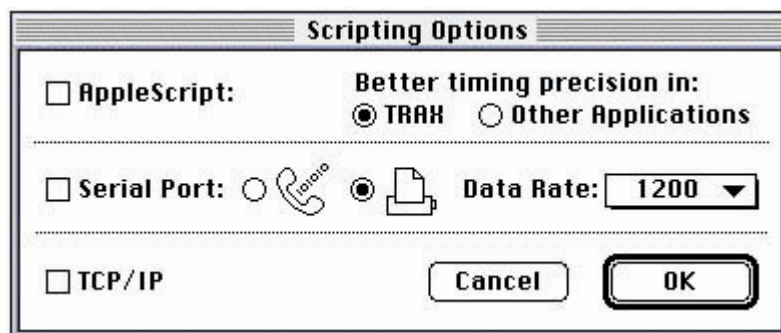 Scripting Options
AppleScript:
Better timing precision in:
TRAX Other Applications
Serial Port: Data Rate: 1200
TCP/IP Cancel OK